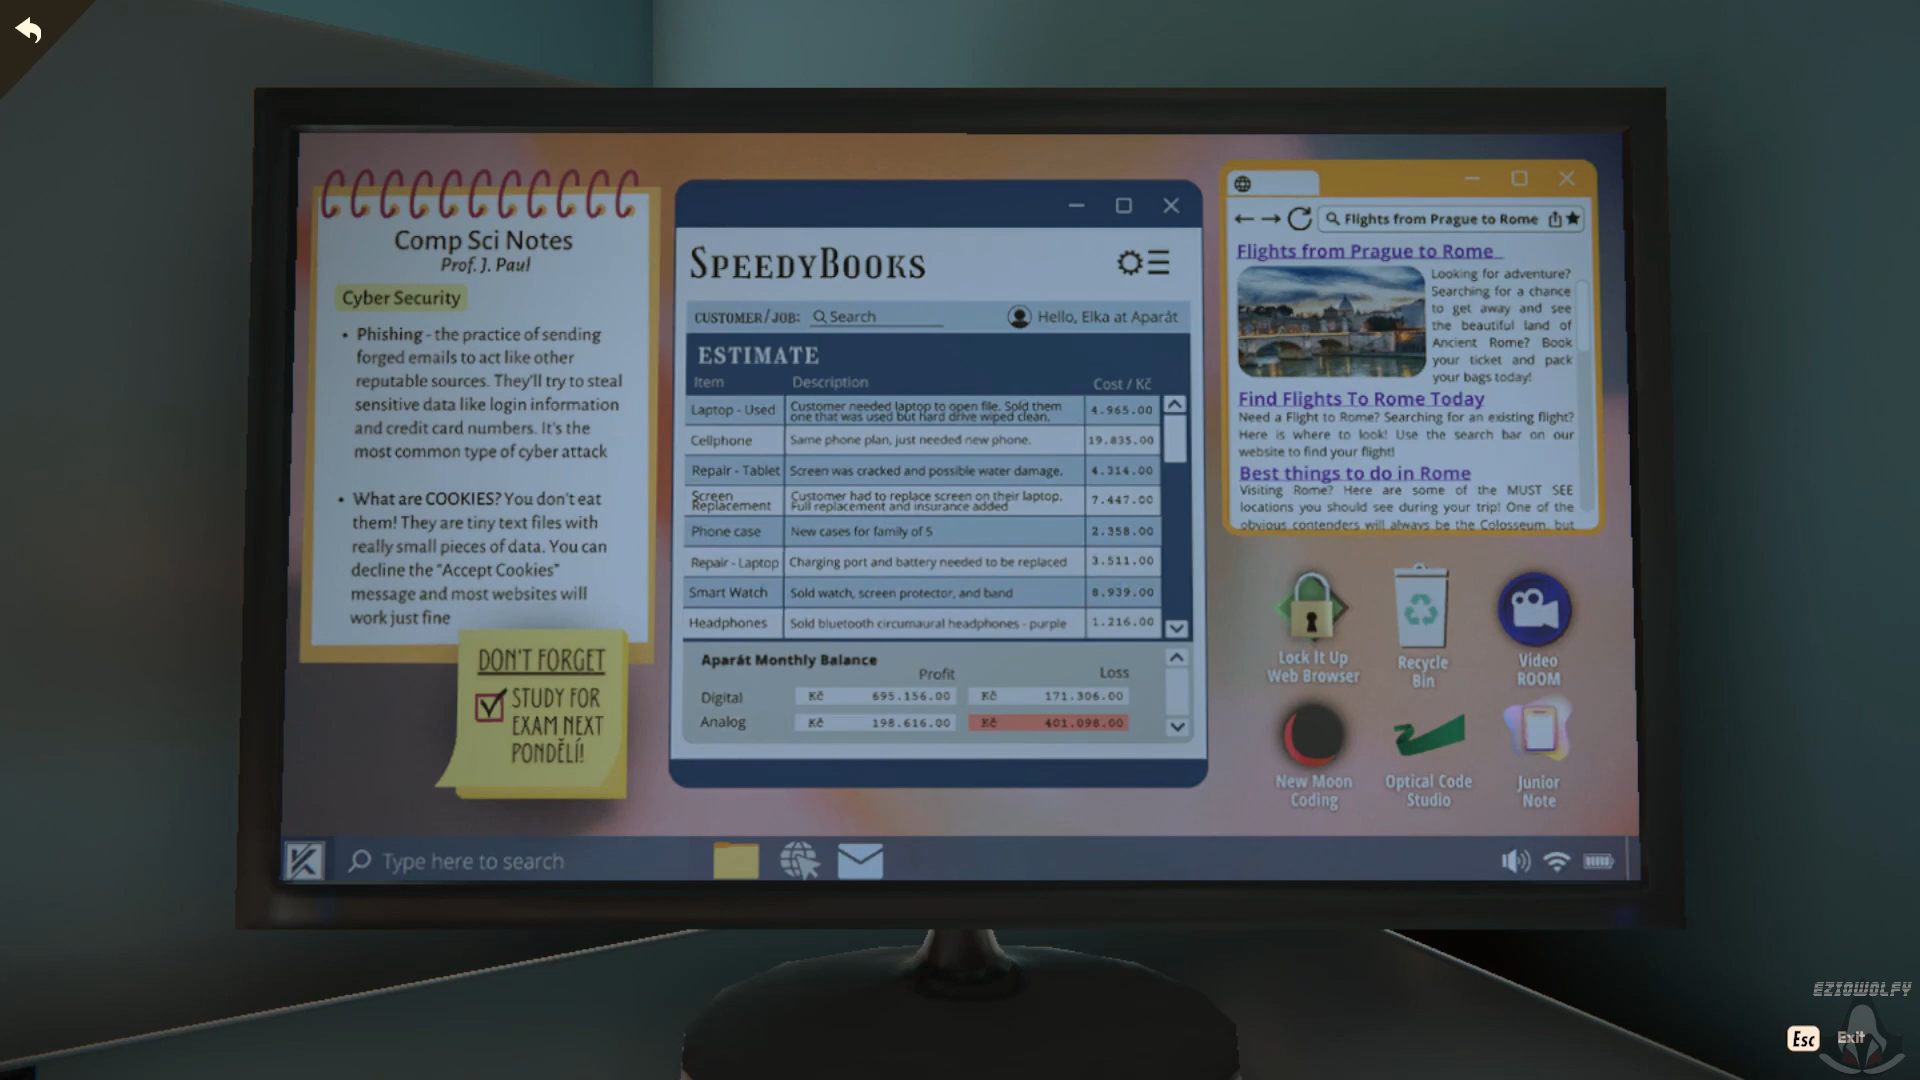 Comp Sci Notes
Prof. J. Paul
Cyber Security
• Phishing - the practice of sending
forged emails to act like other
reputable sources. They'll try to steal
sensitive data like login information
and credit card numbers. It's the
most common type of cyber attack
• What are COOKIES? You don't eat
them! They are tiny text files with
really small pieces of data. You can
decline the "Accept Cookies"
message and most websites will
work just fine
DON'T FORGET
STUDY FOR
EXAM NEXT
PONDĚLÍ!
SPEEDYBOOKS
CUSTOMER/JOB: Search Hello, Elka at Aparát
ESTIMATE
Item Description Cost / Kč
Laptop - Used Customer needed laptop to open file. Sold them
one that was used but hard drive wiped clean. 4.965.00
Cellphone Same phone plan, just needed new phone. 19.835.00
Repair - Tablet Screen was cracked and possible water damage. 4.314.00
Screen
Replacement Customer had to replace screen on their laptop.
Full replacement and insurance added 7.447.00
Phone case New cases for family of 5 2.358.00
Repair - Laptop Charging port and battery needed to be replaced 3.511.00
Smart Watch Sold watch, screen protector, and band 8.939.00
Headphones Sold bluetooth circumaural headphones - purple 1.216.00
Aparát Monthly Balance
Profit Loss
Digital Kč 695.156.00 Kč 171.306.00
Analog Kč 198.616.00 Kč 401.098.00
Flights from Prague to Rome
Flights from Prague to Rome
Looking for adventure?
Searching for a chance
to get away and see
the beautiful land of
Ancient Rome? Book
your ticket and pack
your bags today!
Find Flights To Rome Today
Need a Flight to Rome? Searching for an existing flight?
Here is where to look! Use the search bar on our
website to find your flight!
Best things to do in Rome
Visiting Rome? Here are some of the MUST SEE
locations you should see during your trip! One of the
obvious contenders will always be the Colosseum, but
Lock It Up
Web Browser
Recycle
Bin
Video
ROOM
New Moon
Coding
Optical Code
Studio
Junior
Note
K Type here to search
EZIOWOLFY
Esc Exit